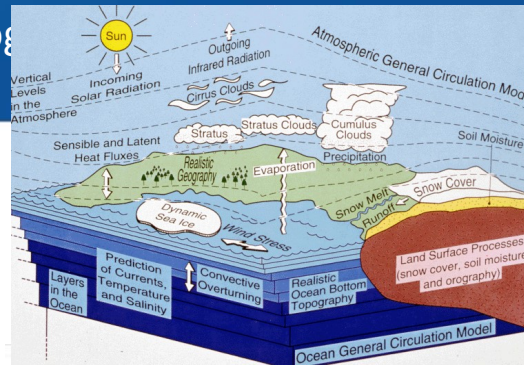 Sun
Outgoing
Infrared Radiation
Atmospheric General Circulation
Vertical
Levels
in the
Atmosphere
Incoming
Solar Radiation
Cirrus Clouds
Stratus
Stratus Clouds
Cumulus
Clouds
Soil Moisture
Sensible and Latent
Heat Fluxes
Realistic
Geography
Evaporation
Precipitation
Snow Cover
Snow Melt
Runoff
Dynamic
Sea Ice
Wind Stress
Land Surface Processes
(snow cover, soil moisture
and orography)
Layers
in the
Ocean
Prediction
of Currents,
Temperature
and Salinity
Convective
Overturning
Realistic
Ocean Bottom
Topography
Ocean General Circulation Model